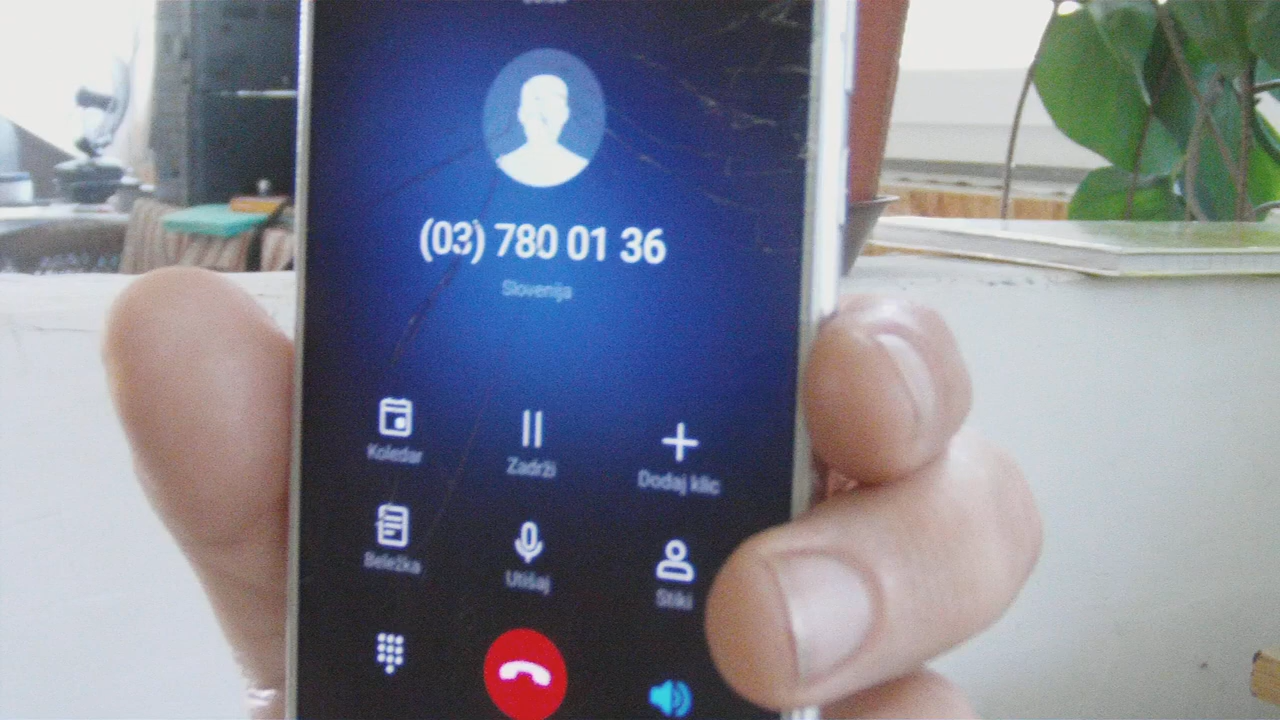 (03) 780 01 36
Slovenija
Koledar
Zadrži
Dodaj klic
Beležka
Utišaj
Stiki